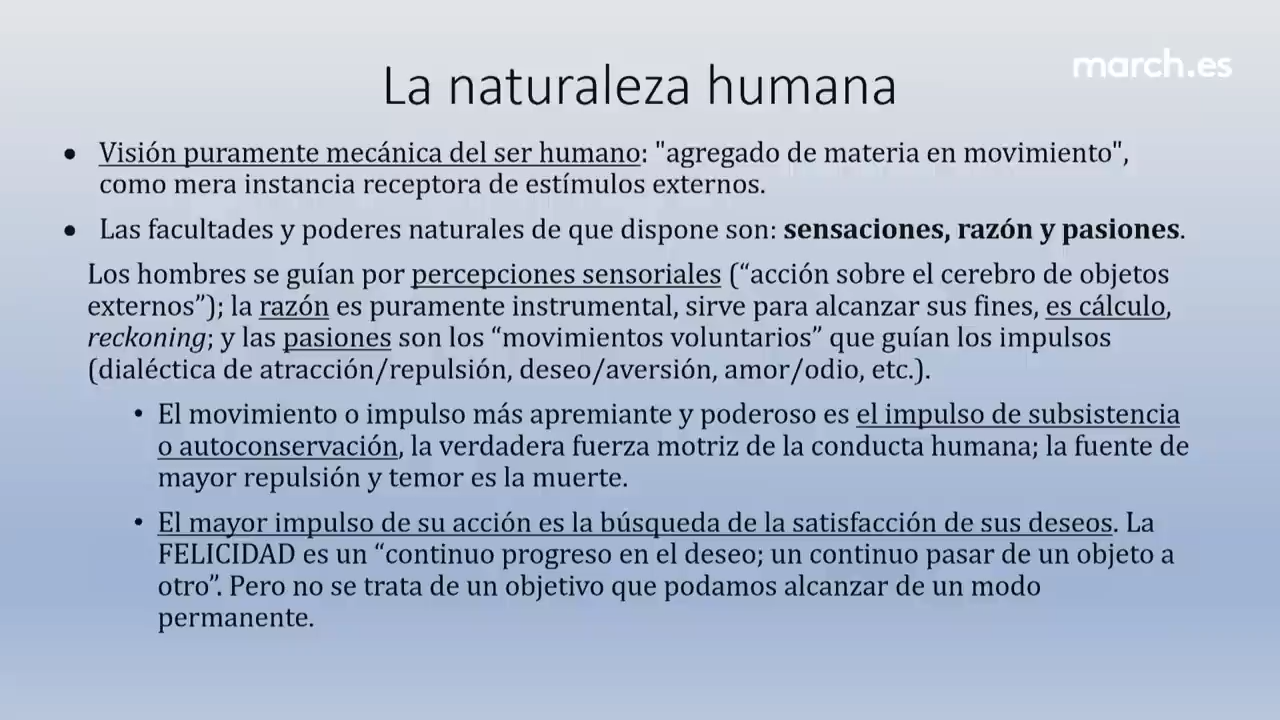 march.es
La naturaleza humana
• Visión puramente mecánica del ser humano: "agregado de materia en movimiento",
como mera instancia receptora de estímulos externos.
• Las facultades y poderes naturales de que dispone son: sensaciones, razón y pasiones.
Los hombres se guían por percepciones sensoriales (“acción sobre el cerebro de objetos
externos”); la razón es puramente instrumental, sirve para alcanzar sus fines, es cálculo,
reckoning; y las pasiones son los “movimientos voluntarios” que guían los impulsos
(dialéctica de atracción/repulsión, deseo/aversión, amor/odio, etc.).
• El movimiento o impulso más apremiante y poderoso es el impulso de subsistencia
o autoconservación, la verdadera fuerza motriz de la conducta humana; la fuente de
mayor repulsión y temor es la muerte.
• El mayor impulso de su acción es la búsqueda de la satisfacción de sus deseos. La
FELICIDAD es un “continuo progreso en el deseo; un continuo pasar de un objeto a
otro”. Pero no se trata de un objetivo que podamos alcanzar de un modo
permanente.